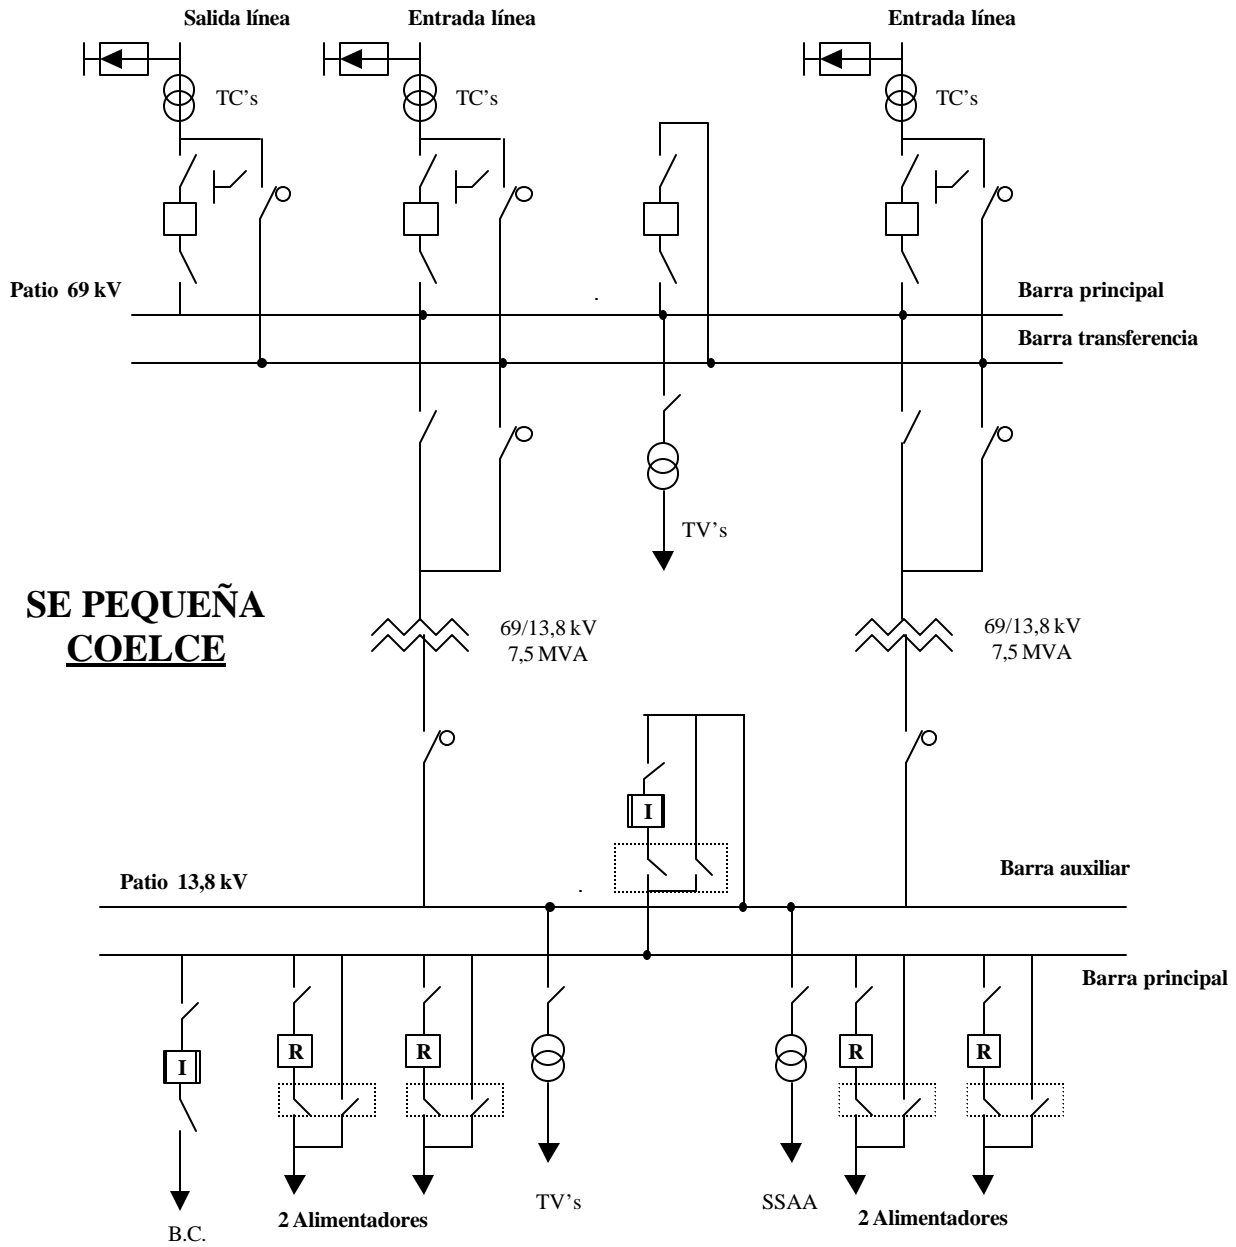 Salida línea
Entrada línea
Entrada línea
TC's
TC's
TC's
Patio 69 kV
Barra principal
Barra transferencia
TV's
SE PEQUEÑA
COELCE
69/13,8 kV
7,5 MVA
69/13,8 kV
7,5 MVA
I
Patio 13,8 kV
Barra auxiliar
Barra principal
I
R
R
R
R
B.C.
2 Alimentadores
TV's
SSAA
2 Alimentadores